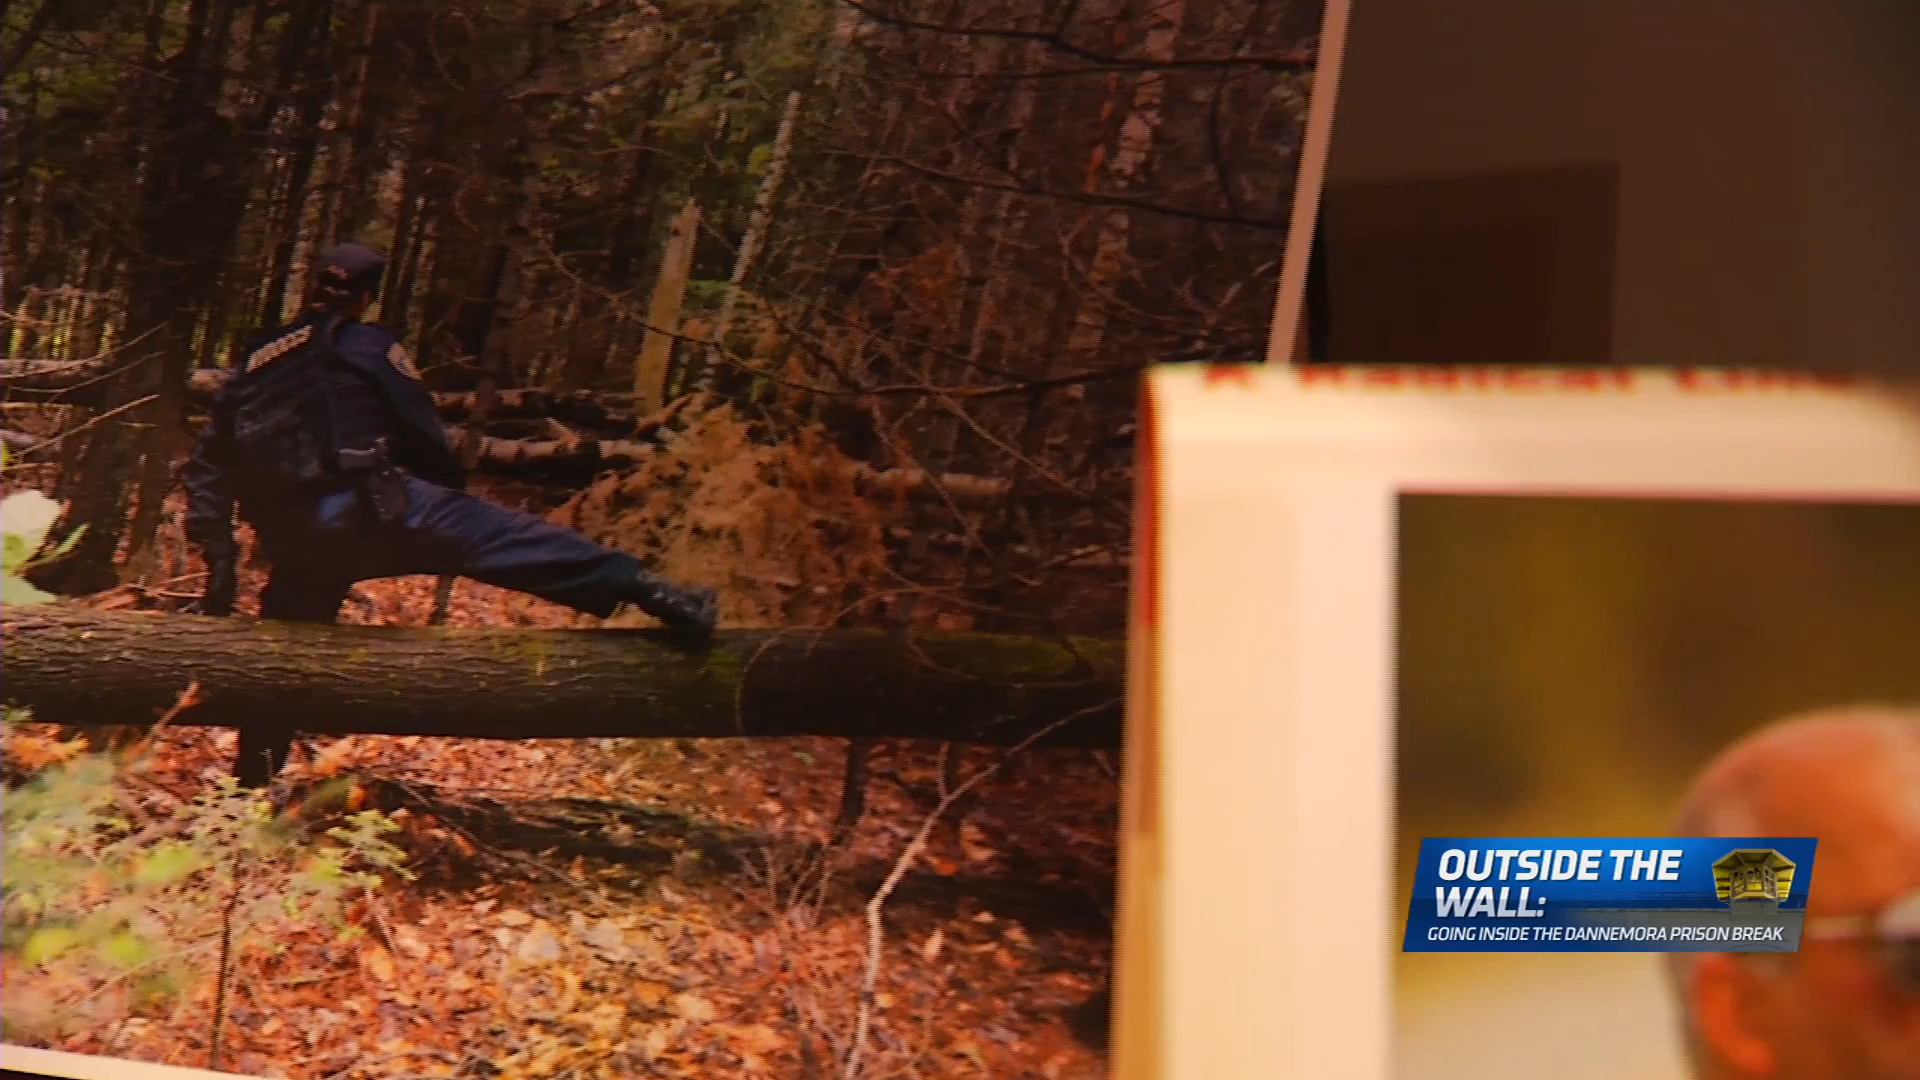 OUTSIDE THE
WALL:
GOING INSIDE THE DANNEMORA PRISON BREAK